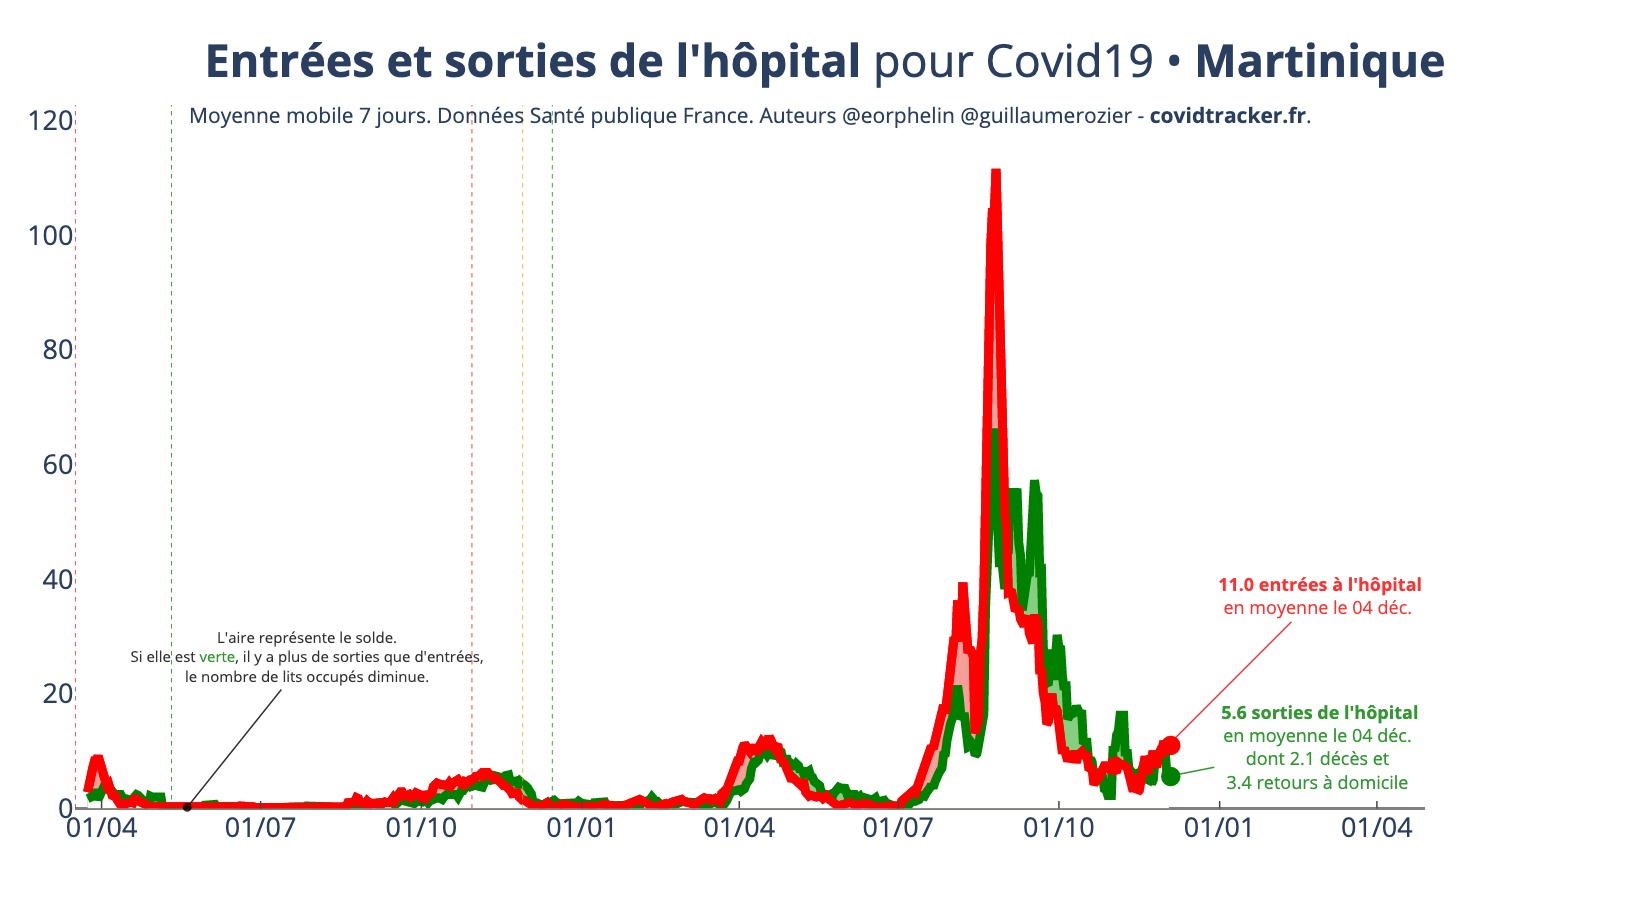 Entrées et sorties de l'hôpital pour Covid19 • Martinique
Moyenne mobile 7 jours. Données Santé publique France. Auteurs @eorphelin @guillaumerozier - covidtracker.fr.
120
100
80
60
40
20
0
L'aire représente le solde.
Si elle est verte, il y a plus de sorties que d'entrées,
le nombre de lits occupés diminue.
11.0 entrées à l'hôpital
en moyenne le 04 déc.
5.6 sorties de l'hôpital
en moyenne le 04 déc.
dont 2.1 décès et
3.4 retours à domicile
01/04 01/07 01/10 01/01 01/04 01/07 01/10 01/01 01/04